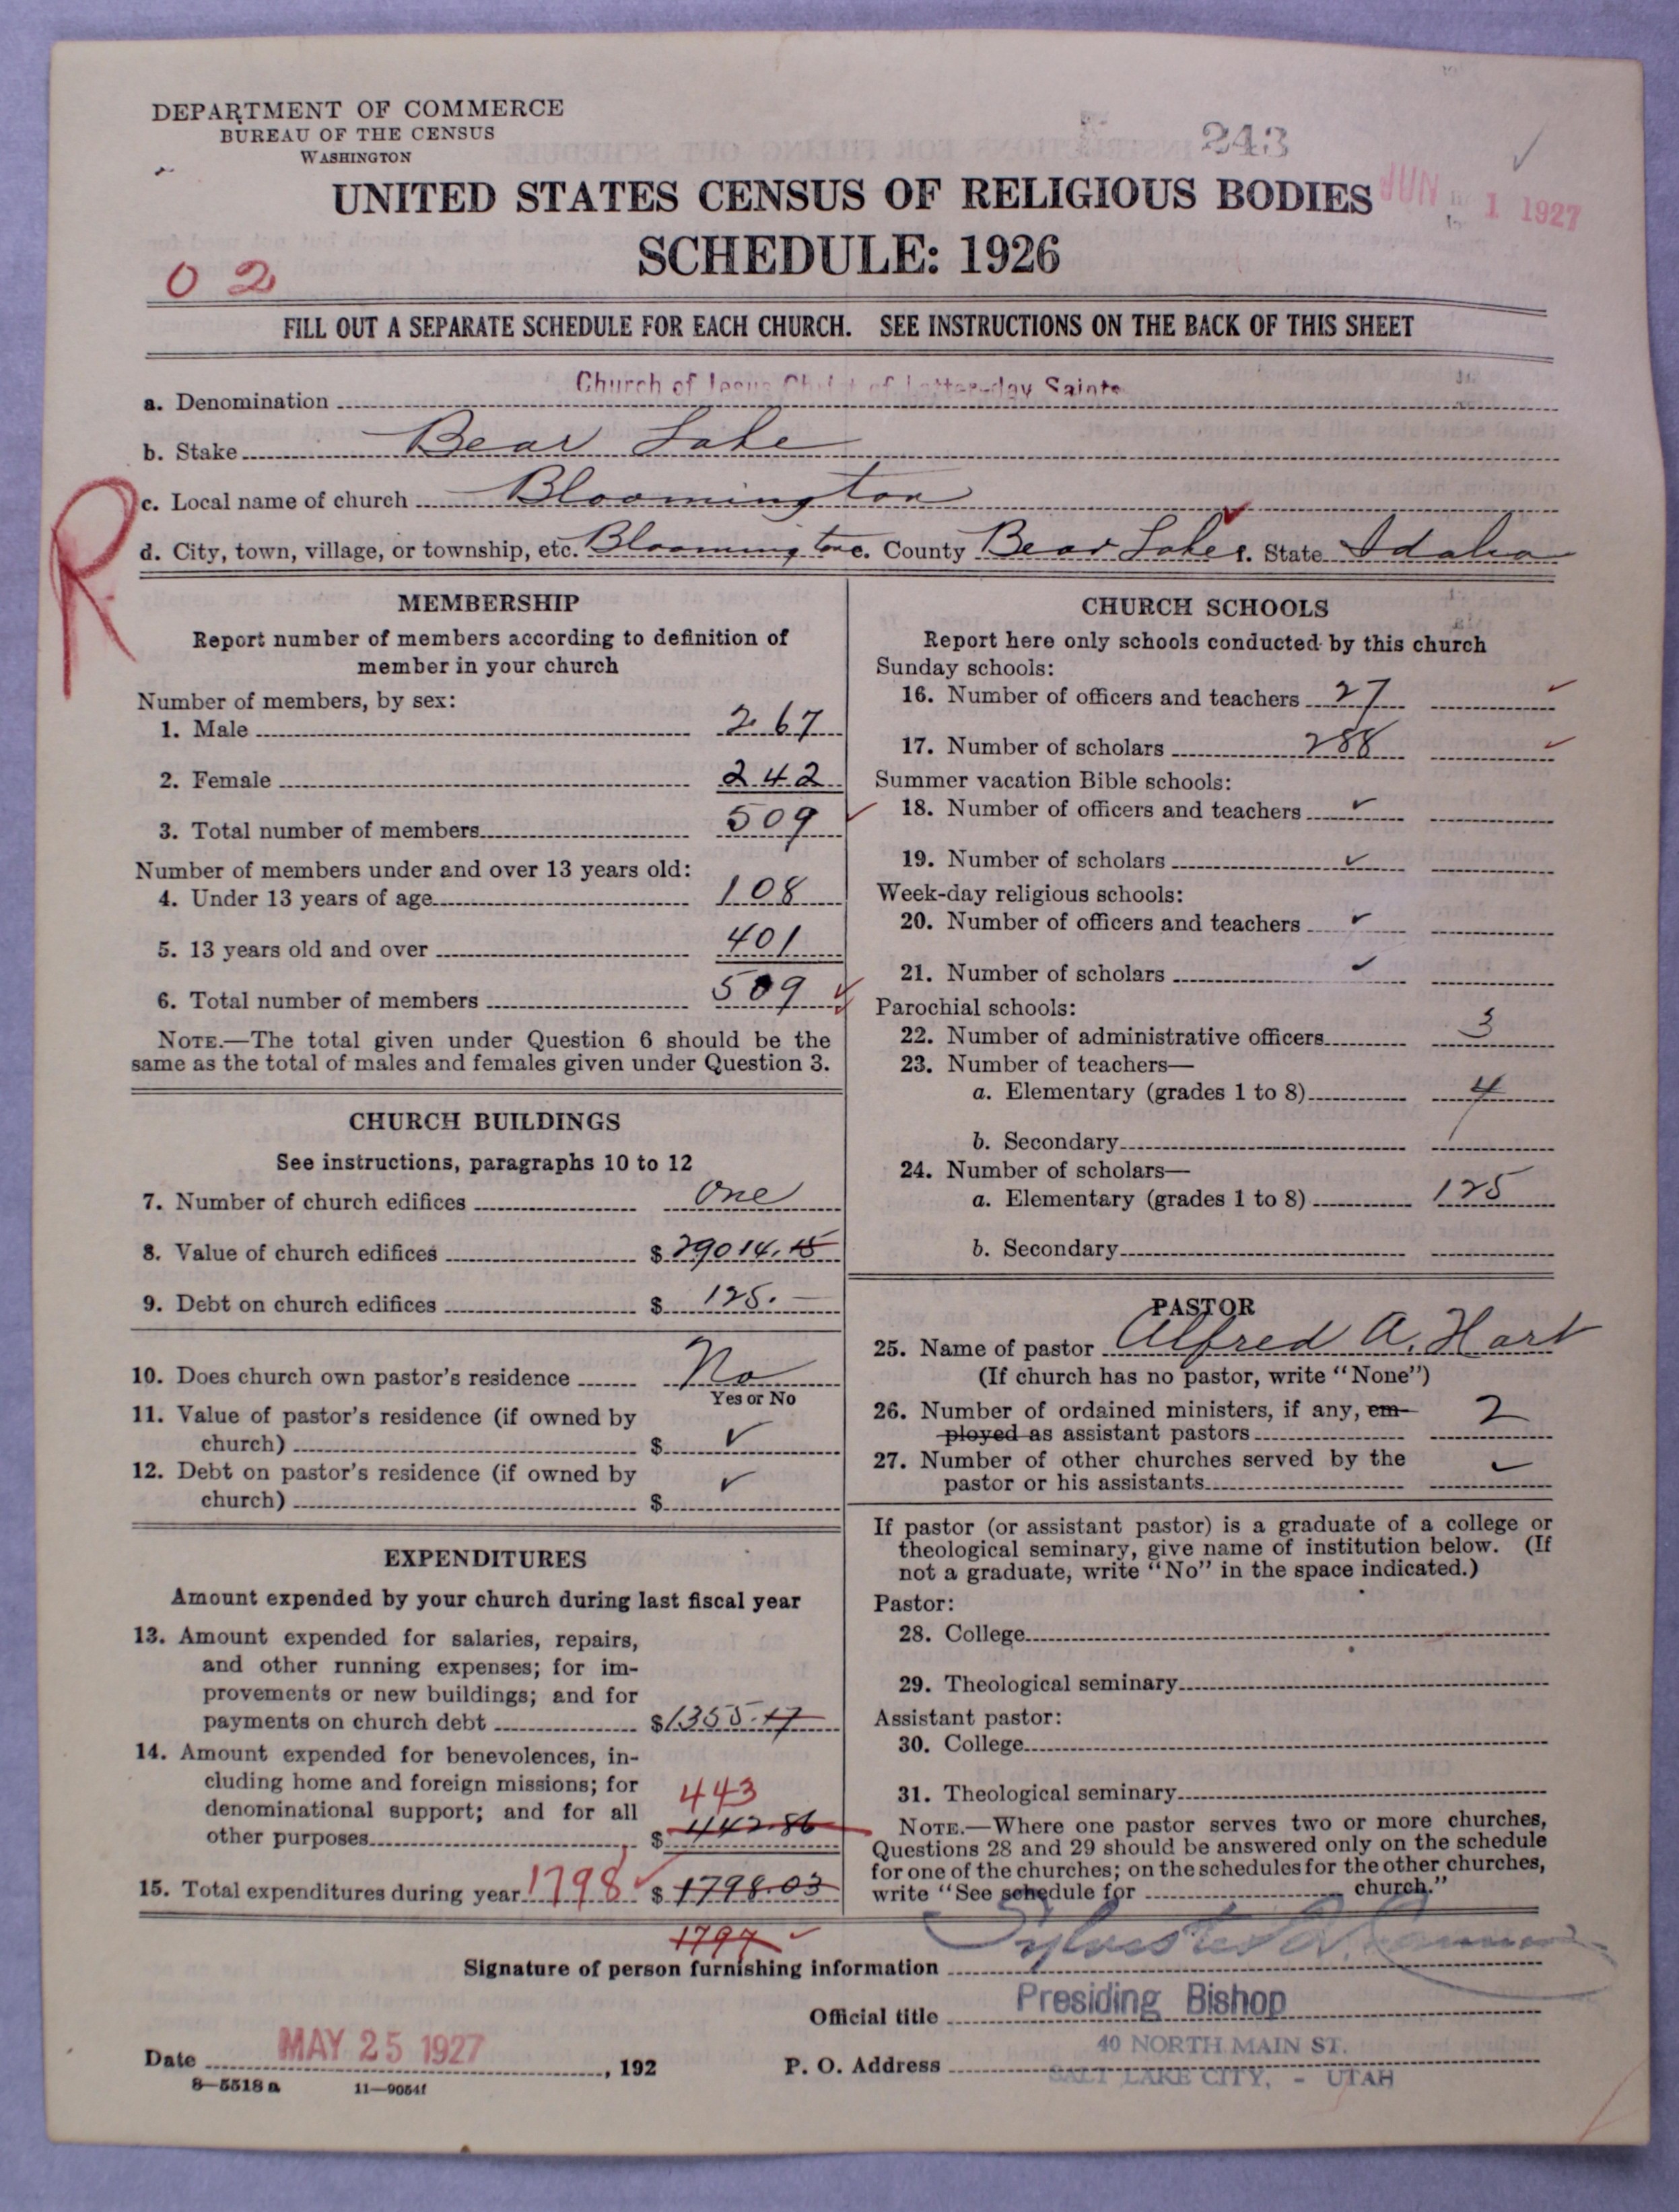 DEPARTMENT OF COMMERCE
BUREAU OF THE CENSUS
WASHINGTON
243
UNITED STATES CENSUS OF RELIGIOUS BODIES
JUN 1 1927
SCHEDULE: 1926
02
FILL OUT A SEPARATE SCHEDULE FOR EACH CHURCH. SEE INSTRUCTIONS ON THE BACK OF THIS SHEET
a. Denomination Church of Jesus Christ of Latter-day Saints
b. Stake Bear Lake
c. Local name of church Bloomington
R
d. City, town, village, or township, etc. Bloomington e. County Bear Lake f. State Idaho
MEMBERSHIP
Report number of members according to definition of
member in your church
Number of members, by sex:
1. Male 267
2. Female 242
3. Total number of members 509 ✓
Number of members under and over 13 years old:
4. Under 13 years of age 108
5. 13 years old and over 401
6. Total number of members 509 ✓
NOTE.—The total given under Question 6 should be the
same as the total of males and females given under Question 3.
CHURCH BUILDINGS
See instructions, paragraphs 10 to 12
7. Number of church edifices One
8. Value of church edifices $ 29014.15
9. Debt on church edifices $ 125.—
10. Does church own pastor's residence No
Yes or No
11. Value of pastor's residence (if owned by
church) $ ✓
12. Debt on pastor's residence (if owned by
church) $ ✓
EXPENDITURES
Amount expended by your church during last fiscal year
13. Amount expended for salaries, repairs,
and other running expenses; for im-
provements or new buildings; and for
payments on church debt $ 1355.17
14. Amount expended for benevolences, in-
cluding home and foreign missions; for
denominational support; and for all
443
other purposes $ 442.86
15. Total expenditures during year 1798 ✓ $ 1798.03
1797 ✓
CHURCH SCHOOLS
Report here only schools conducted by this church
Sunday schools:
16. Number of officers and teachers 27 ✓
17. Number of scholars 288 ✓
Summer vacation Bible schools:
18. Number of officers and teachers ✓
19. Number of scholars ✓
Week-day religious schools:
20. Number of officers and teachers ✓
21. Number of scholars ✓
Parochial schools:
22. Number of administrative officers 3
23. Number of teachers—
a. Elementary (grades 1 to 8) 4
b. Secondary
24. Number of scholars—
a. Elementary (grades 1 to 8) 125
b. Secondary
PASTOR
25. Name of pastor Alfred A. Hart
(If church has no pastor, write "None")
26. Number of ordained ministers, if any, em-
ployed as assistant pastors 2
27. Number of other churches served by the
pastor or his assistants ✓
If pastor (or assistant pastor) is a graduate of a college or
theological seminary, give name of institution below. (If
not a graduate, write "No" in the space indicated.)
Pastor:
28. College
29. Theological seminary
Assistant pastor:
30. College
31. Theological seminary
NOTE.—Where one pastor serves two or more churches,
Questions 28 and 29 should be answered only on the schedule
for one of the churches; on the schedules for the other churches,
write "See schedule for church."
Signature of person furnishing information Sylvester Q. Cannon
Official title Presiding Bishop
Date MAY 25 1927, 192
P. O. Address 40 NORTH MAIN ST.
SALT LAKE CITY, - UTAH
8—5518 a 11—9054f